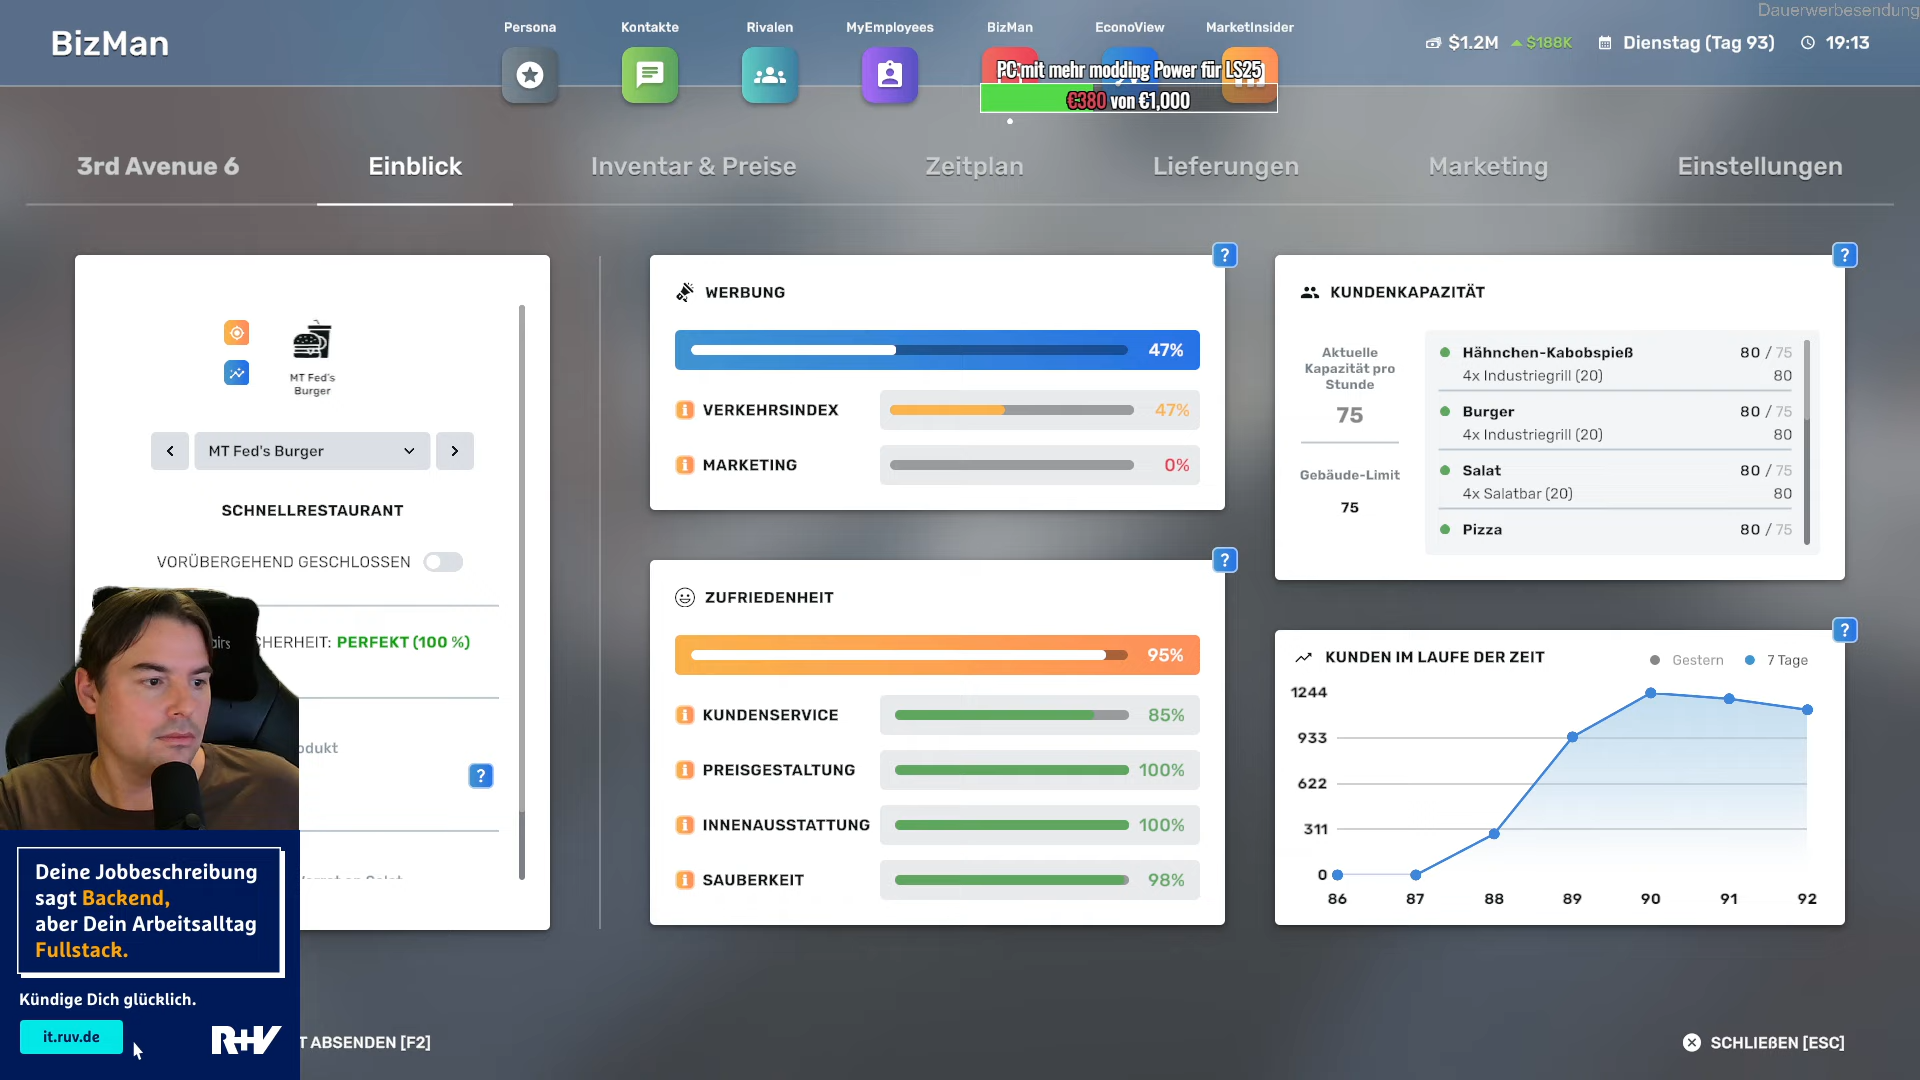 Dauerwerbesendung
BizMan
Persona
Kontakte
Rivalen
MyEmployees
BizMan
EconoView
MarketInsider
$1.2M
$188K
Dienstag (Tag 93)
19:13
PC mit mehr modding Power für LS25
€380 von €1,000
3rd Avenue 6
Einblick
Inventar & Preise
Zeitplan
Lieferungen
Marketing
Einstellungen
MT Fed's
Burger
MT Fed's Burger
SCHNELLRESTAURANT
VORÜBERGEHEND GESCHLOSSEN
CHERHEIT: PERFEKT (100 %)
odukt
?
WERBUNG
?
47%
VERKEHRSINDEX
47%
MARKETING
0%
ZUFRIEDENHEIT
?
95%
KUNDENSERVICE
85%
PREISGESTALTUNG
100%
INNENAUSSTATTUNG
100%
SAUBERKEIT
98%
KUNDENKAPAZITÄT
?
Aktuelle
Kapazität pro
Stunde
75
Gebäude-Limit
75
Hähnchen-Kabobspieß 80 / 75
4x Industriegrill (20) 80
Burger 80 / 75
4x Industriegrill (20) 80
Salat 80 / 75
4x Salatbar (20) 80
Pizza 80 / 75
KUNDEN IM LAUFE DER ZEIT
?
Gestern
7 Tage
1244
933
622
311
0
86 87 88 89 90 91 92
Deine Jobbeschreibung
sagt Backend,
aber Dein Arbeitsalltag
Fullstack.
Kündige Dich glücklich.
it.ruv.de
R+V
T ABSENDEN [F2]
SCHLIEẞEN [ESC]